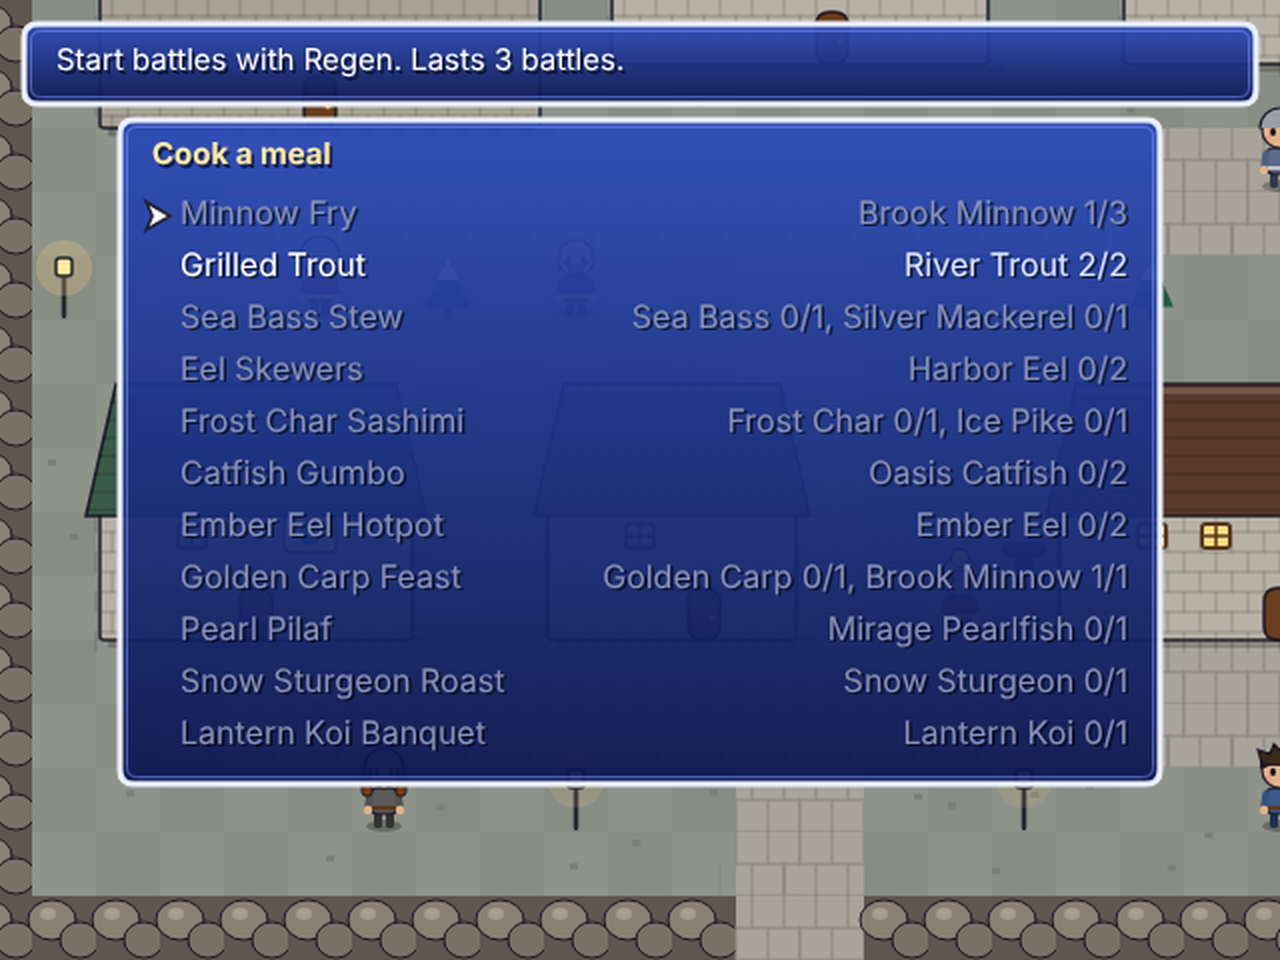 Start battles with Regen. Lasts 3 battles.
Cook a meal
Minnow Fry Brook Minnow 1/3
Grilled Trout River Trout 2/2
Sea Bass Stew Sea Bass 0/1, Silver Mackerel 0/1
Eel Skewers Harbor Eel 0/2
Frost Char Sashimi Frost Char 0/1, Ice Pike 0/1
Catfish Gumbo Oasis Catfish 0/2
Ember Eel Hotpot Ember Eel 0/2
Golden Carp Feast Golden Carp 0/1, Brook Minnow 1/1
Pearl Pilaf Mirage Pearlfish 0/1
Snow Sturgeon Roast Snow Sturgeon 0/1
Lantern Koi Banquet Lantern Koi 0/1